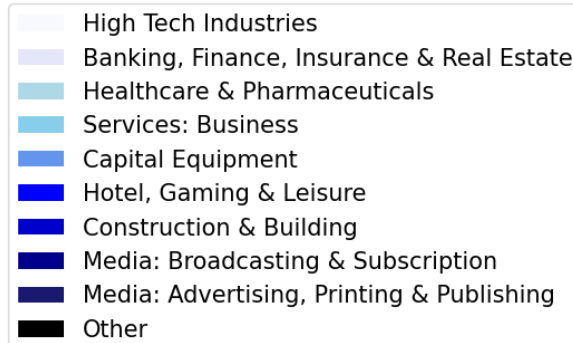 High Tech Industries
Banking, Finance, Insurance & Real Estate
Healthcare & Pharmaceuticals
Services: Business
Capital Equipment
Hotel, Gaming & Leisure
Construction & Building
Media: Broadcasting & Subscription
Media: Advertising, Printing & Publishing
Other